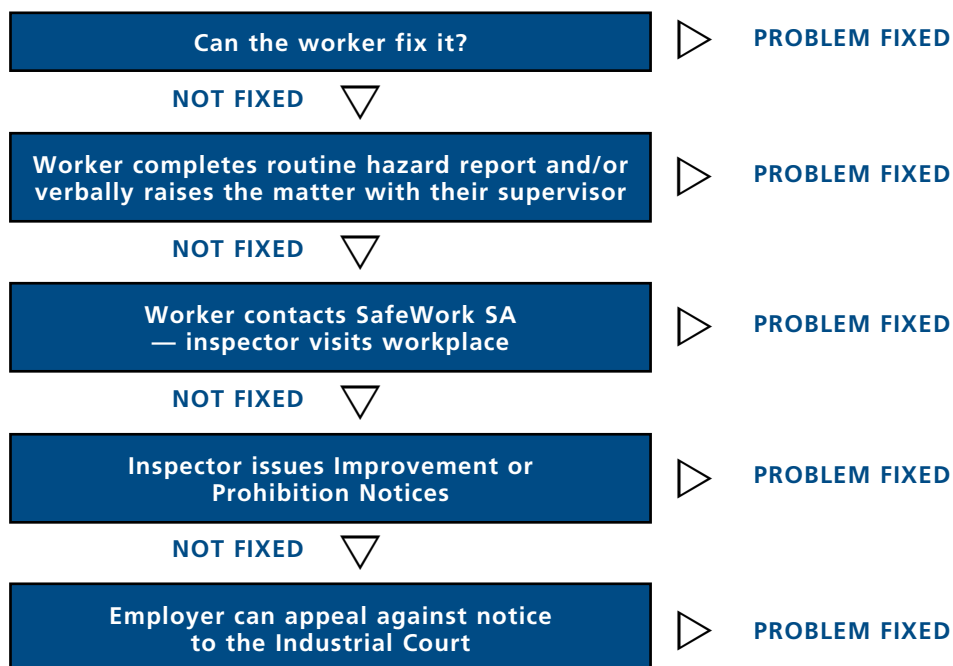 Can the worker fix it?
PROBLEM FIXED
NOT FIXED
Worker completes routine hazard report and/or
verbally raises the matter with their supervisor
PROBLEM FIXED
NOT FIXED
Worker contacts SafeWork SA
— inspector visits workplace
PROBLEM FIXED
NOT FIXED
Inspector issues Improvement or
Prohibition Notices
PROBLEM FIXED
NOT FIXED
Employer can appeal against notice
to the Industrial Court
PROBLEM FIXED